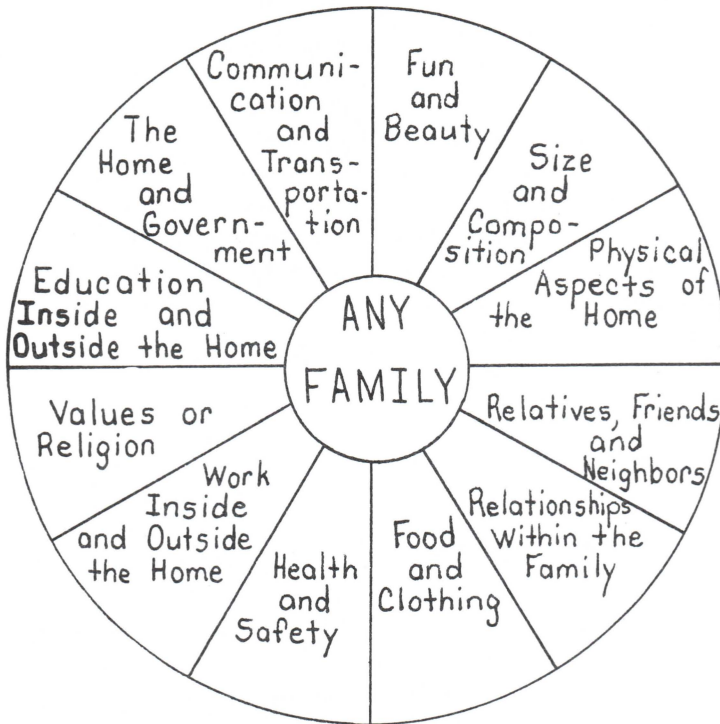 Fun
and
Beauty
Size
and
Compo-
sition
Physical
Aspects of
the Home
Relatives, Friends
and
Neighbors
Relationships
Within the
Family
Food
and
Clothing
Health
and
Safety
Work
Inside
and Outside
the Home
Values or
Religion
Education
Inside and
Outside the Home
The
Home
and
Govern-
ment
Communi-
cation
and
Trans-
porta-
tion
ANY
FAMILY